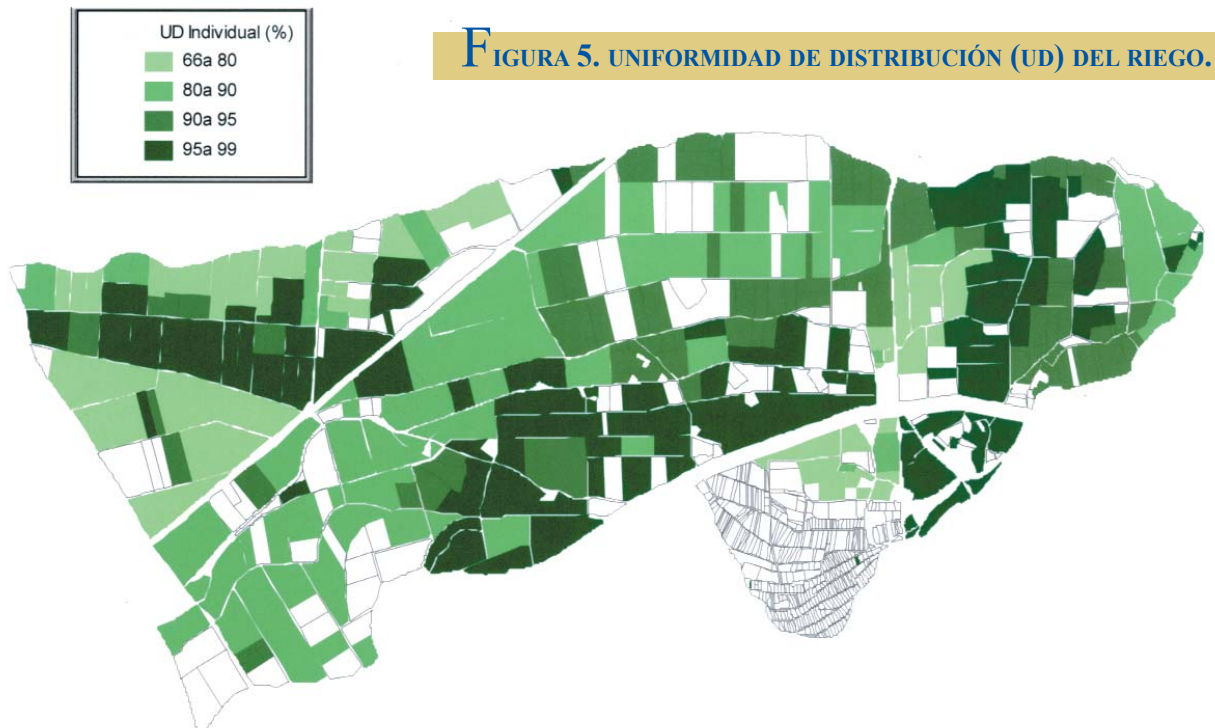 UD Individual (%)
66a 80
80a 90
90a 95
95a 99
FIGURA 5. UNIFORMIDAD DE DISTRIBUCIÓN (UD) DEL RIEGO.